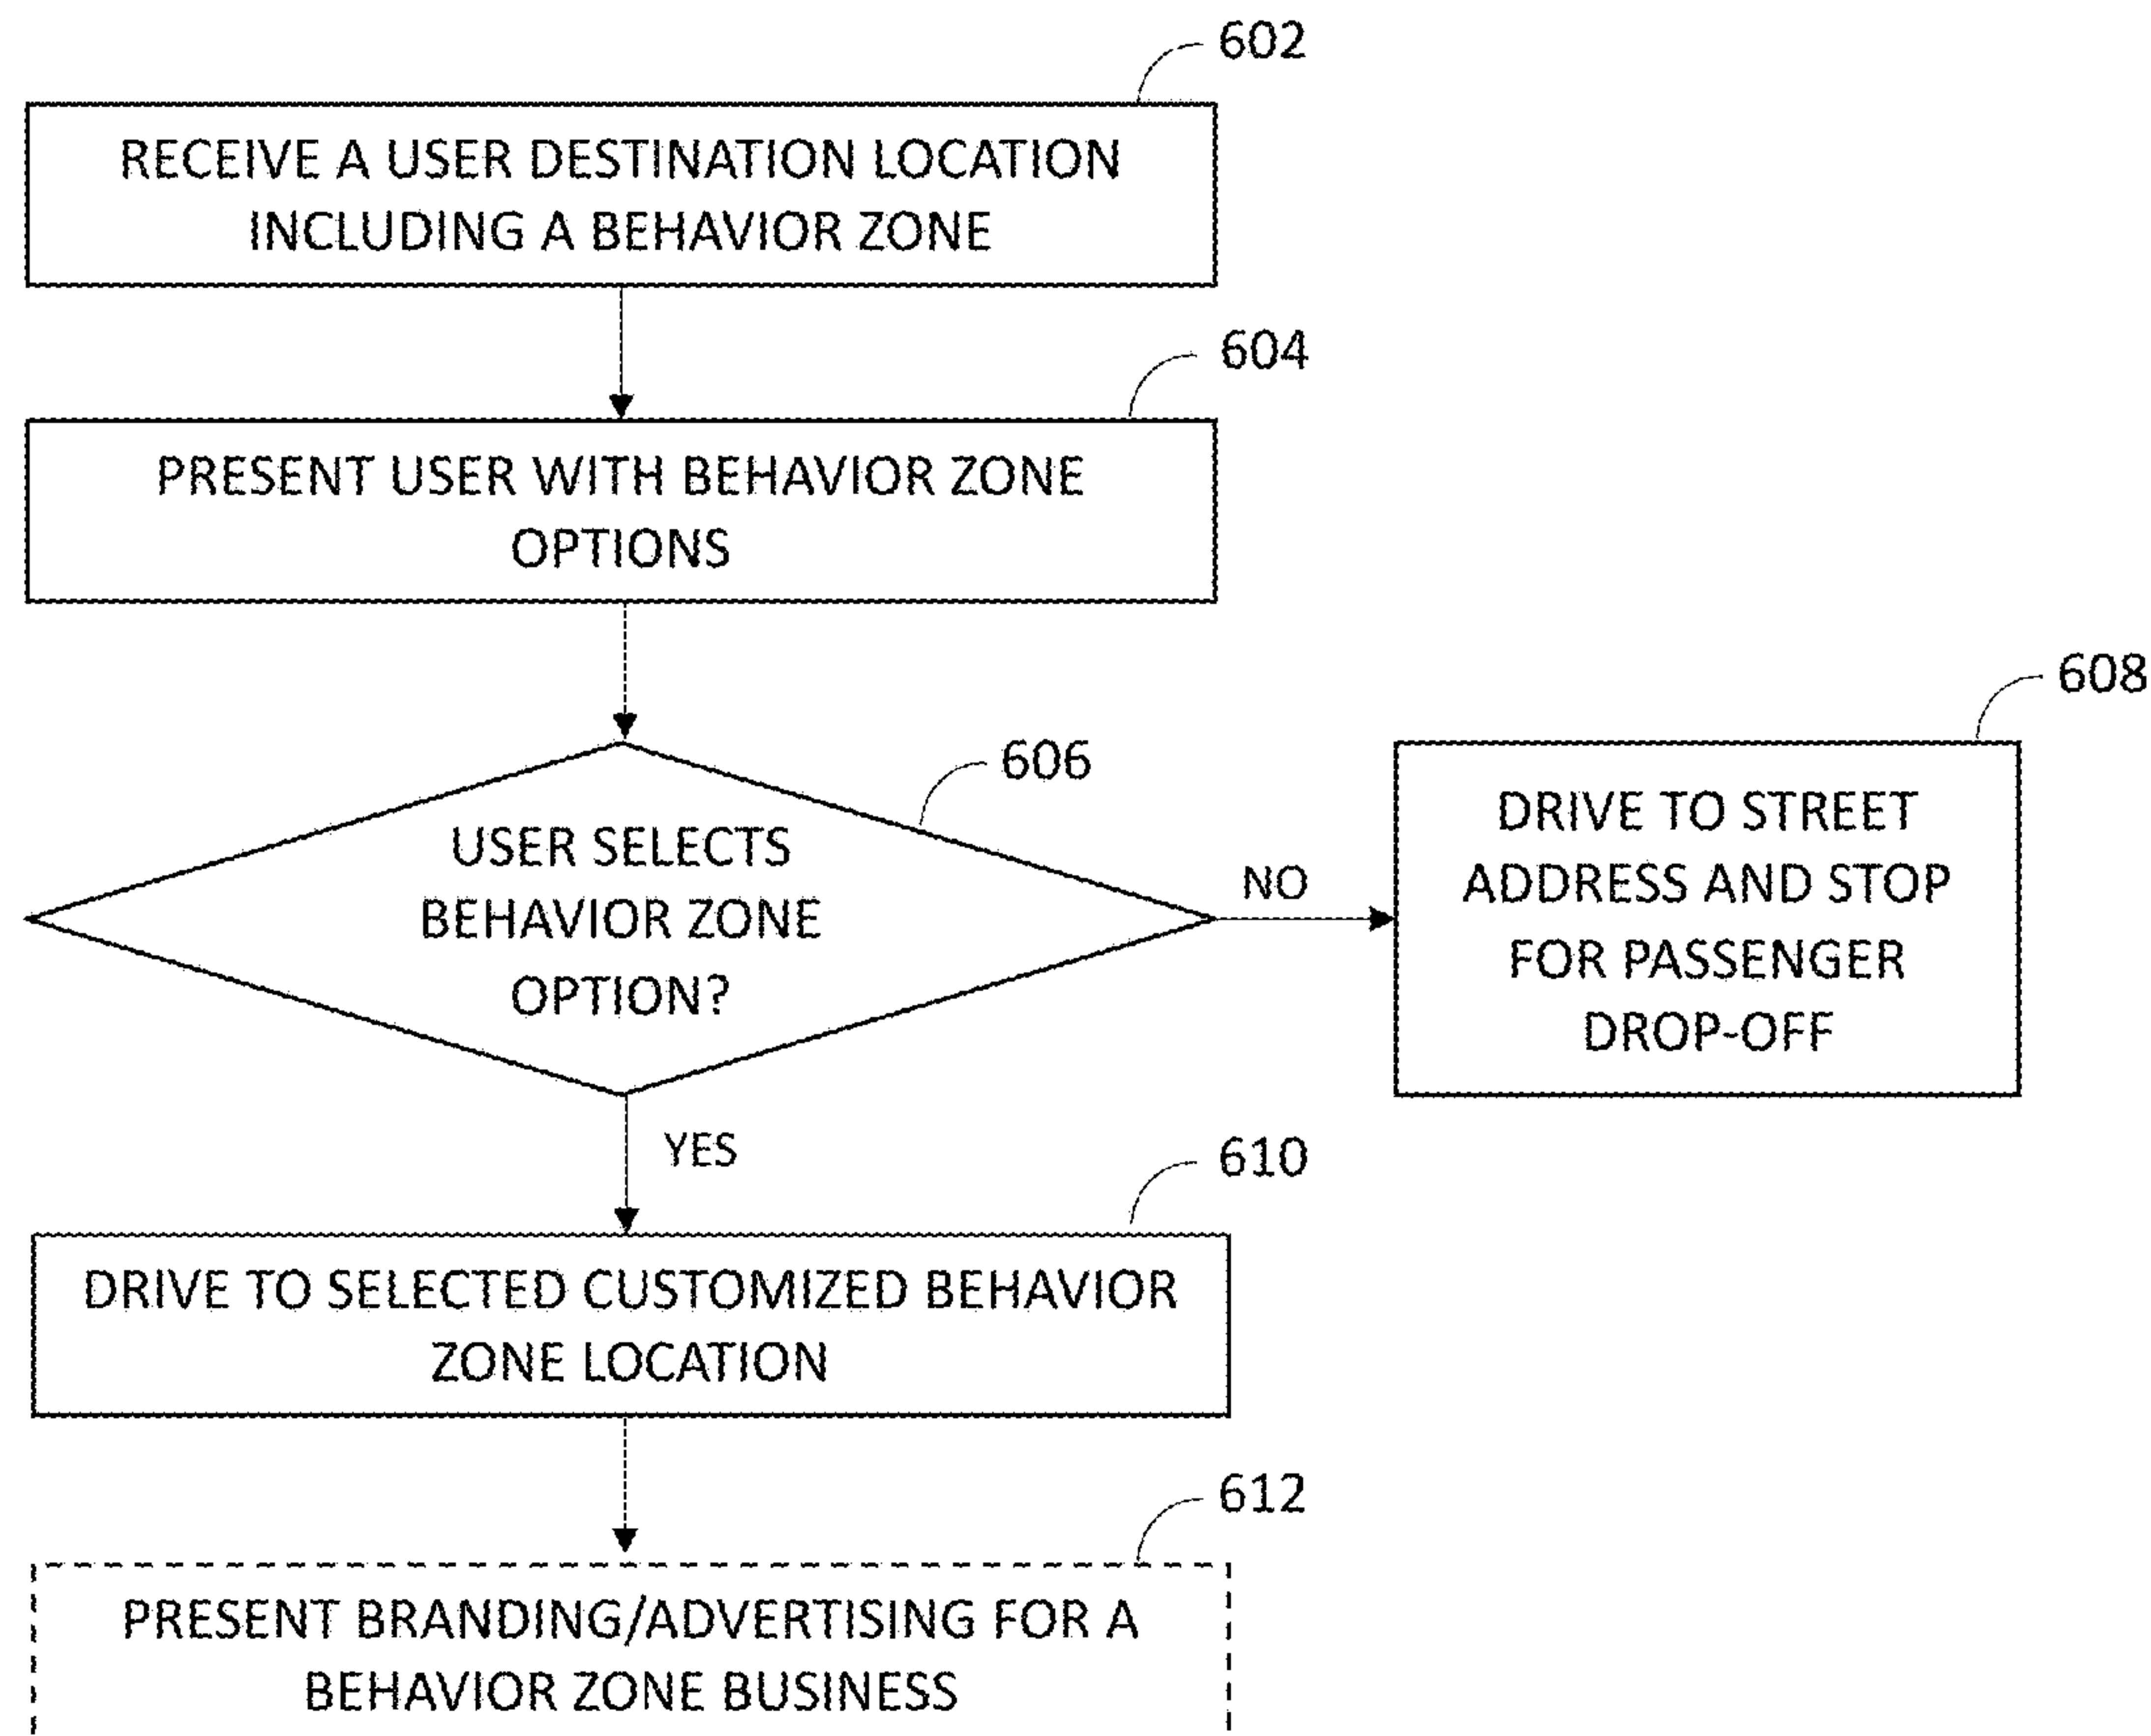 602
RECEIVE A USER DESTINATION LOCATION
INCLUDING A BEHAVIOR ZONE
604
PRESENT USER WITH BEHAVIOR ZONE
OPTIONS
606
USER SELECTS
BEHAVIOR ZONE
OPTION?
NO
608
DRIVE TO STREET
ADDRESS AND STOP
FOR PASSENGER
DROP-OFF
YES
610
DRIVE TO SELECTED CUSTOMIZED BEHAVIOR
ZONE LOCATION
612
PRESENT BRANDING/ADVERTISING FOR A
BEHAVIOR ZONE BUSINESS